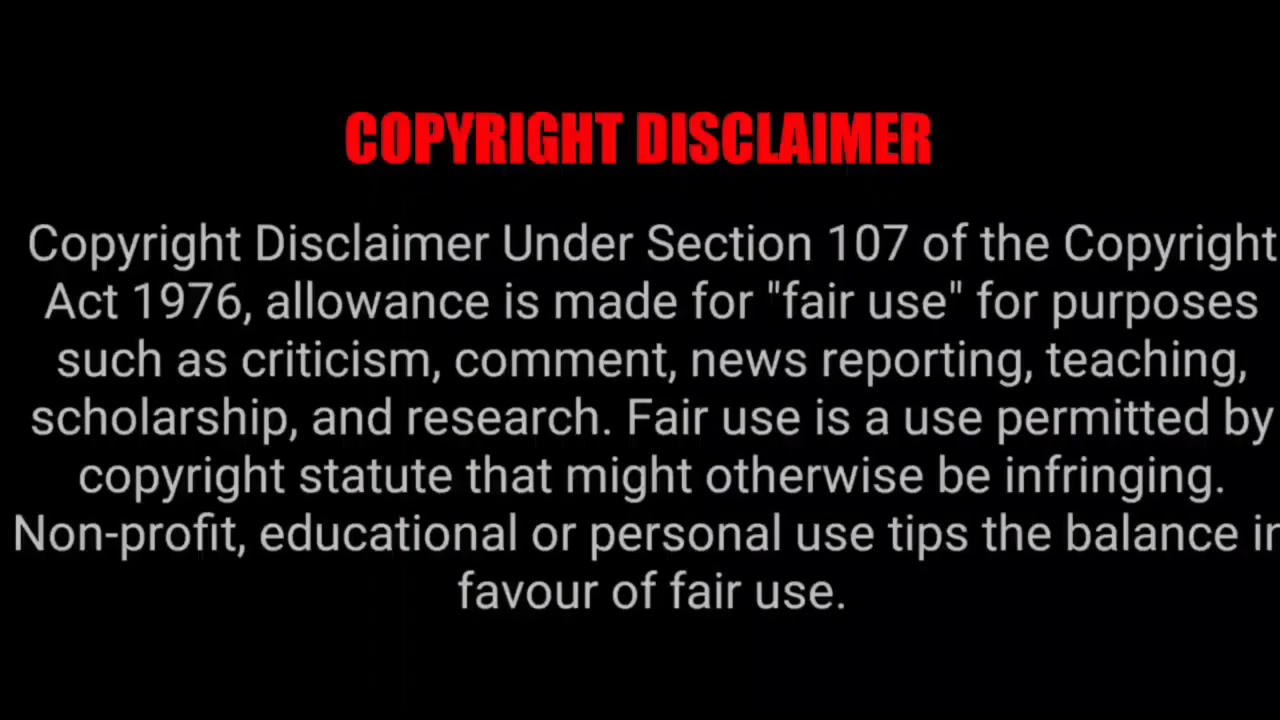 COPYRIGHT DISCLAIMER
Copyright Disclaimer Under Section 107 of the Copyright
Act 1976, allowance is made for "fair use" for purposes
such as criticism, comment, news reporting, teaching,
scholarship, and research. Fair use is a use permitted by
copyright statute that might otherwise be infringing.
Non-profit, educational or personal use tips the balance in
favour of fair use.